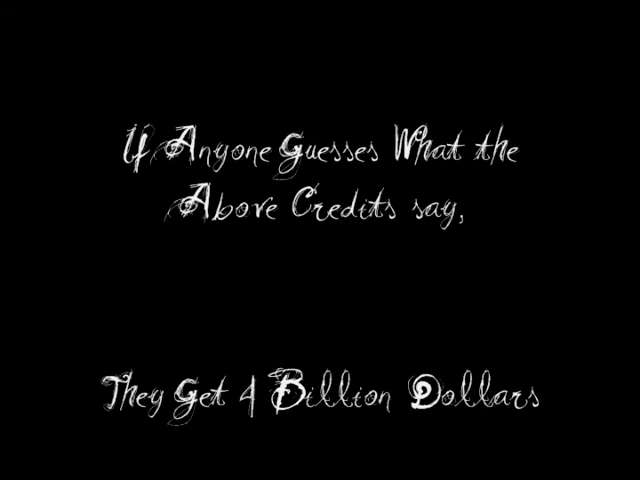 If Anyone Guesses What the
Above Credits say,
They Get 4 Billion Dollars